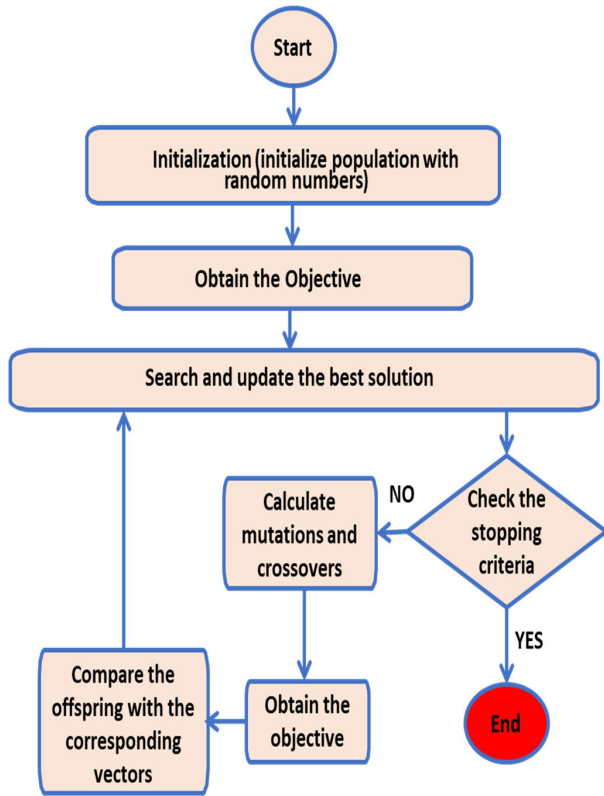 Start
Initialization (initialize population with
random numbers)
Obtain the Objective
Search and update the best solution
Check the
stopping
criteria
NO
Calculate
mutations and
crossovers
YES
Obtain the
objective
Compare the
offspring with the
corresponding
vectors
End